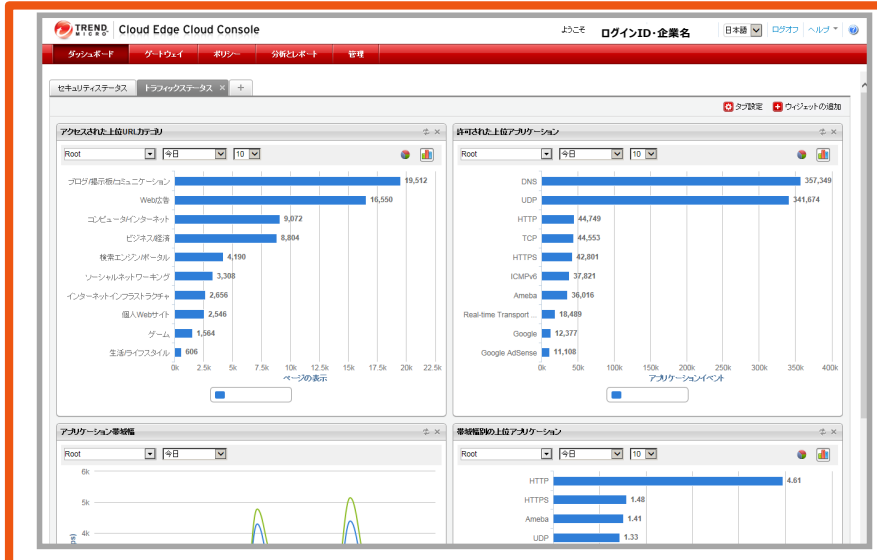 TREND MICRO Cloud Edge Cloud Console
ようこそ ログインID・企業名 日本語 ログオフ ヘルプ
ダッシュボード ゲートウェイ ポリシー 分析とレポート 管理
セキュリティステータス トラフィックステータス × +
タブ設定 ウィジェットの追加
アクセスされた上位URLカテゴリ
Root 今日 10
ブログ/掲示板/コミュニケーション 19,512
Web広告 16,550
コンピュータ/インターネット 9,072
ビジネス/経済 8,804
検索エンジン/ポータル 4,190
ソーシャルネットワーキング 3,308
インターネットインフラストラクチャ 2,656
個人Webサイト 2,546
ゲーム 1,564
生活/ライフスタイル 606
0k 2.5k 5k 7.5k 10k 12.5k 15k 17.5k 20k 22.5k
ページの表示
許可された上位アプリケーション
Root 今日 10
DNS 357,349
UDP 341,674
HTTP 44,749
TCP 44,553
HTTPS 42,801
ICMPv6 37,821
Ameba 36,016
Real-time Transport ... 18,489
Google 12,377
Google AdSense 11,108
0k 50k 100k 150k 200k 250k 300k 350k 400k
アプリケーションイベント
アプリケーション帯域幅
Root 今日
6k
5k
4k
帯域幅別の上位アプリケーション
Root 今日 10
HTTP 4.61
HTTPS 1.48
Ameba 1.41
UDP 1.33